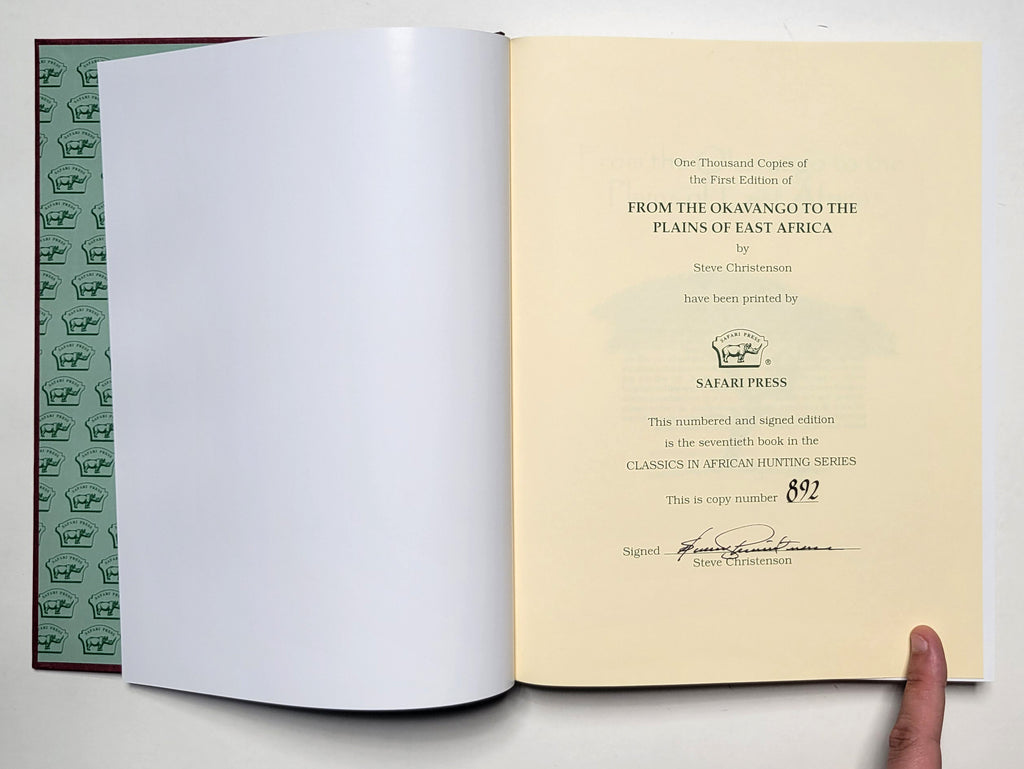 One Thousand Copies of
the First Edition of
FROM THE OKAVANGO TO THE
PLAINS OF EAST AFRICA
by
Steve Christenson
have been printed by
SAFARI PRESS
®
SAFARI PRESS
This numbered and signed edition
is the seventieth book in the
CLASSICS IN AFRICAN HUNTING SERIES
This is copy number 892
Signed
Steve Christenson